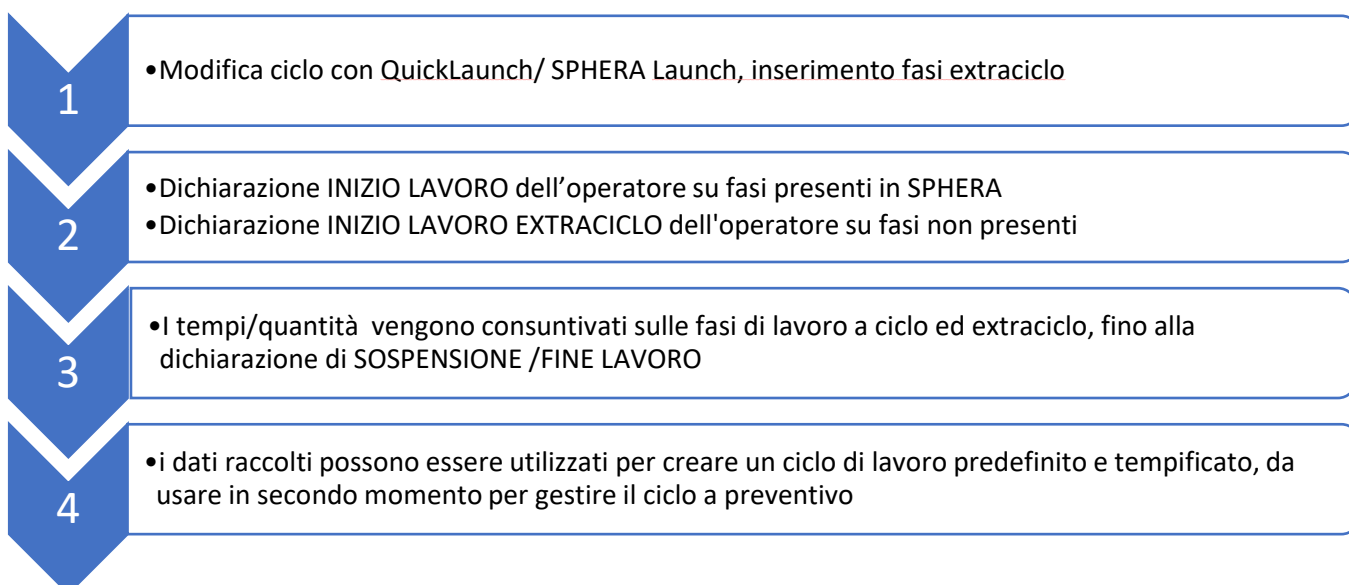 1
•Modifica ciclo con QuickLaunch/ SPHERA Launch, inserimento fasi extraciclo
2
•Dichiarazione INIZIO LAVORO dell’operatore su fasi presenti in SPHERA
•Dichiarazione INIZIO LAVORO EXTRACICLO dell'operatore su fasi non presenti
3
•I tempi/quantità vengono consuntivati sulle fasi di lavoro a ciclo ed extraciclo, fino alla
dichiarazione di SOSPENSIONE /FINE LAVORO
4
•i dati raccolti possono essere utilizzati per creare un ciclo di lavoro predefinito e tempificato, da
usare in secondo momento per gestire il ciclo a preventivo